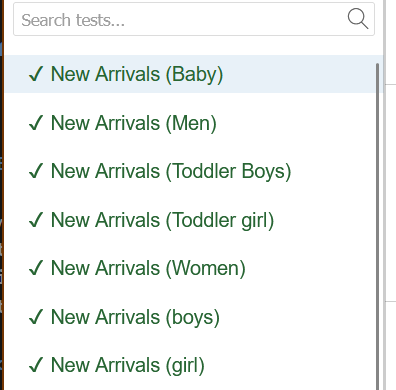 Search tests...
✓ New Arrivals (Baby)
✓ New Arrivals (Men)
✓ New Arrivals (Toddler Boys)
✓ New Arrivals (Toddler girl)
✓ New Arrivals (Women)
✓ New Arrivals (boys)
✓ New Arrivals (girl)